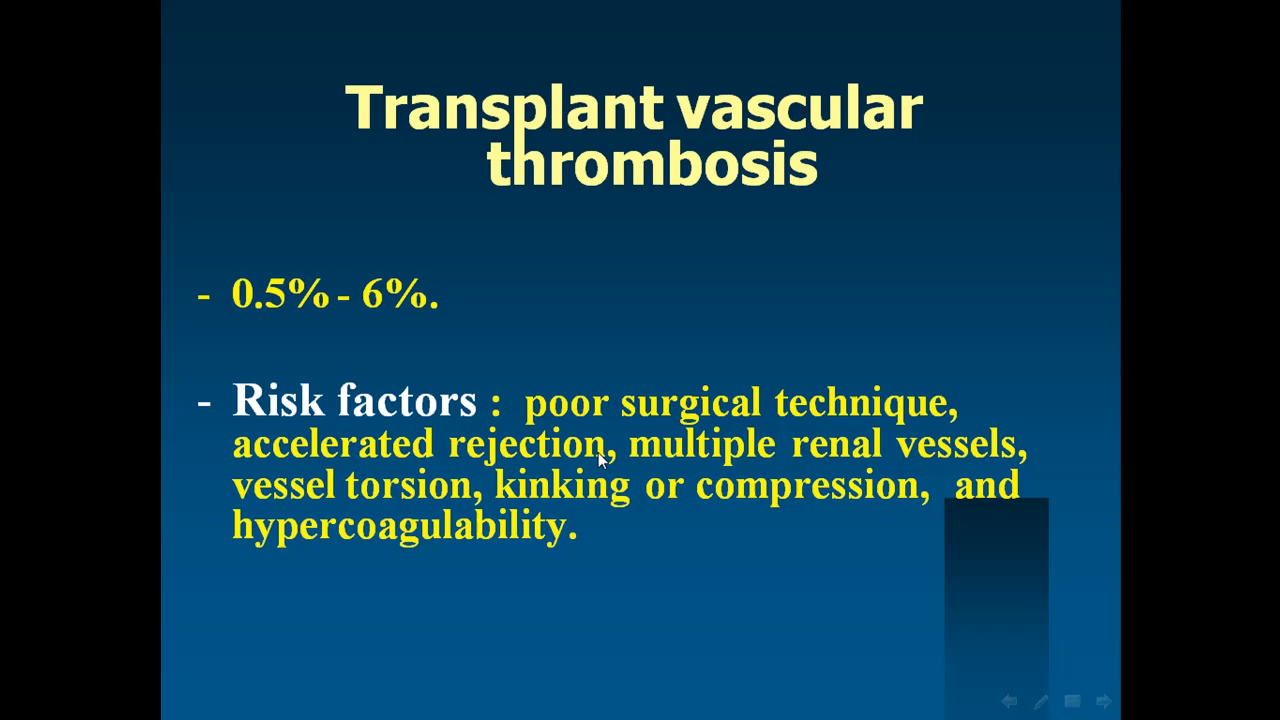 Transplant vascular
thrombosis
- 0.5% - 6%.
- Risk factors : poor surgical technique,
accelerated rejection, multiple renal vessels,
vessel torsion, kinking or compression, and
hypercoagulability.